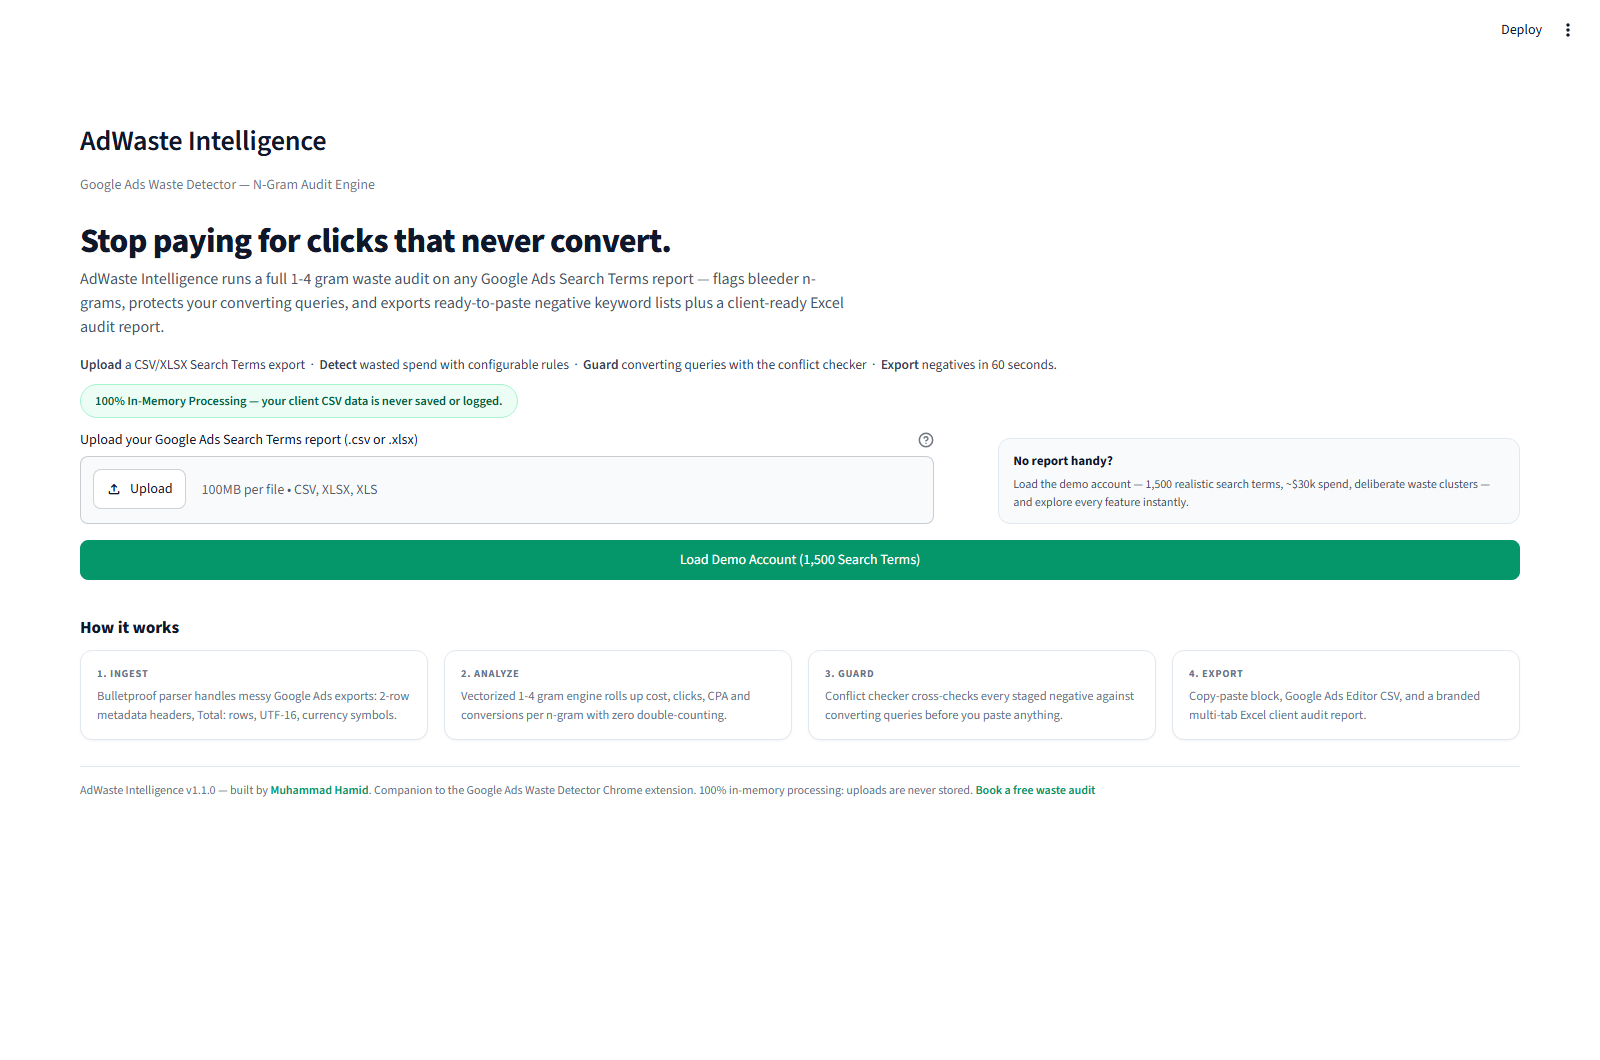 Deploy
AdWaste Intelligence
Google Ads Waste Detector — N-Gram Audit Engine
Stop paying for clicks that never convert.
AdWaste Intelligence runs a full 1-4 gram waste audit on any Google Ads Search Terms report — flags bleeder n-
grams, protects your converting queries, and exports ready-to-paste negative keyword lists plus a client-ready Excel
audit report.
Upload a CSV/XLSX Search Terms export · Detect wasted spend with configurable rules · Guard converting queries with the conflict checker · Export negatives in 60 seconds.
100% In-Memory Processing — your client CSV data is never saved or logged.
Upload your Google Ads Search Terms report (.csv or .xlsx)
Upload
100MB per file • CSV, XLSX, XLS
No report handy?
Load the demo account — 1,500 realistic search terms, ~$30k spend, deliberate waste clusters —
and explore every feature instantly.
Load Demo Account (1,500 Search Terms)
How it works
1. INGEST
Bulletproof parser handles messy Google Ads exports: 2-row
metadata headers, Total: rows, UTF-16, currency symbols.
2. ANALYZE
Vectorized 1-4 gram engine rolls up cost, clicks, CPA and
conversions per n-gram with zero double-counting.
3. GUARD
Conflict checker cross-checks every staged negative against
converting queries before you paste anything.
4. EXPORT
Copy-paste block, Google Ads Editor CSV, and a branded
multi-tab Excel client audit report.
AdWaste Intelligence v1.1.0 — built by Muhammad Hamid. Companion to the Google Ads Waste Detector Chrome extension. 100% in-memory processing: uploads are never stored. Book a free waste audit